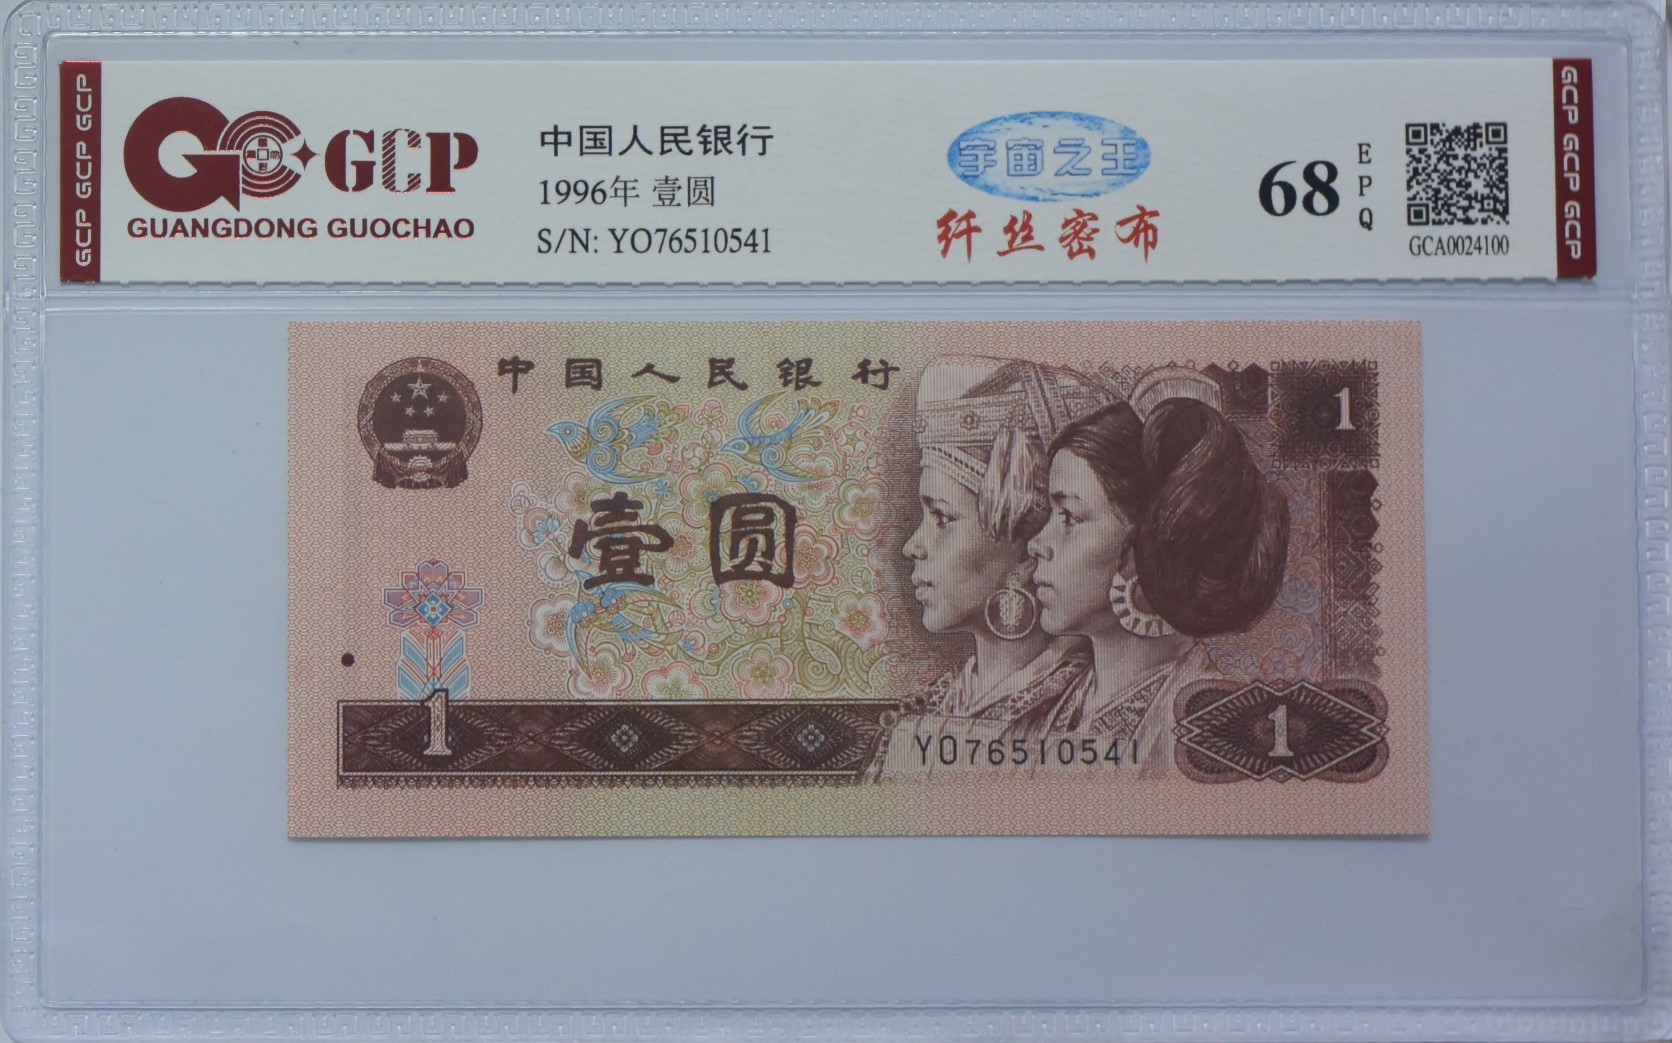 GCP GCP GCP
GCP
GUANGDONG GUOCHAO
中国人民银行
1996年 壹圆
S/N: YO76510541
宇宙之王
纤丝密布
68
EPQ
GCA0024100
GCP GCP GCP
中国人民银行
1
壹圆
1
YO76510541
1